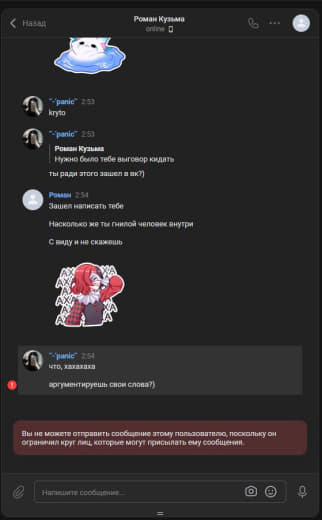 Назад
Роман Кузьма
online
"-'panic" 2:53
kryto
"-'panic" 2:53
Роман Кузьма
Нужно было тебе выговор кидать
ты ради этого зашел в вк?)
Роман 2:54
Зашел написать тебе
Насколько же ты гнилой человек внутри
С виду и не скажешь
"-'panic" 2:54
что, хахахаха
аргументируешь свои слова?)
Вы не можете отправить сообщение этому пользователю, поскольку он
ограничил круг лиц, которые могут присылать ему сообщения.
Напишите сообщение...